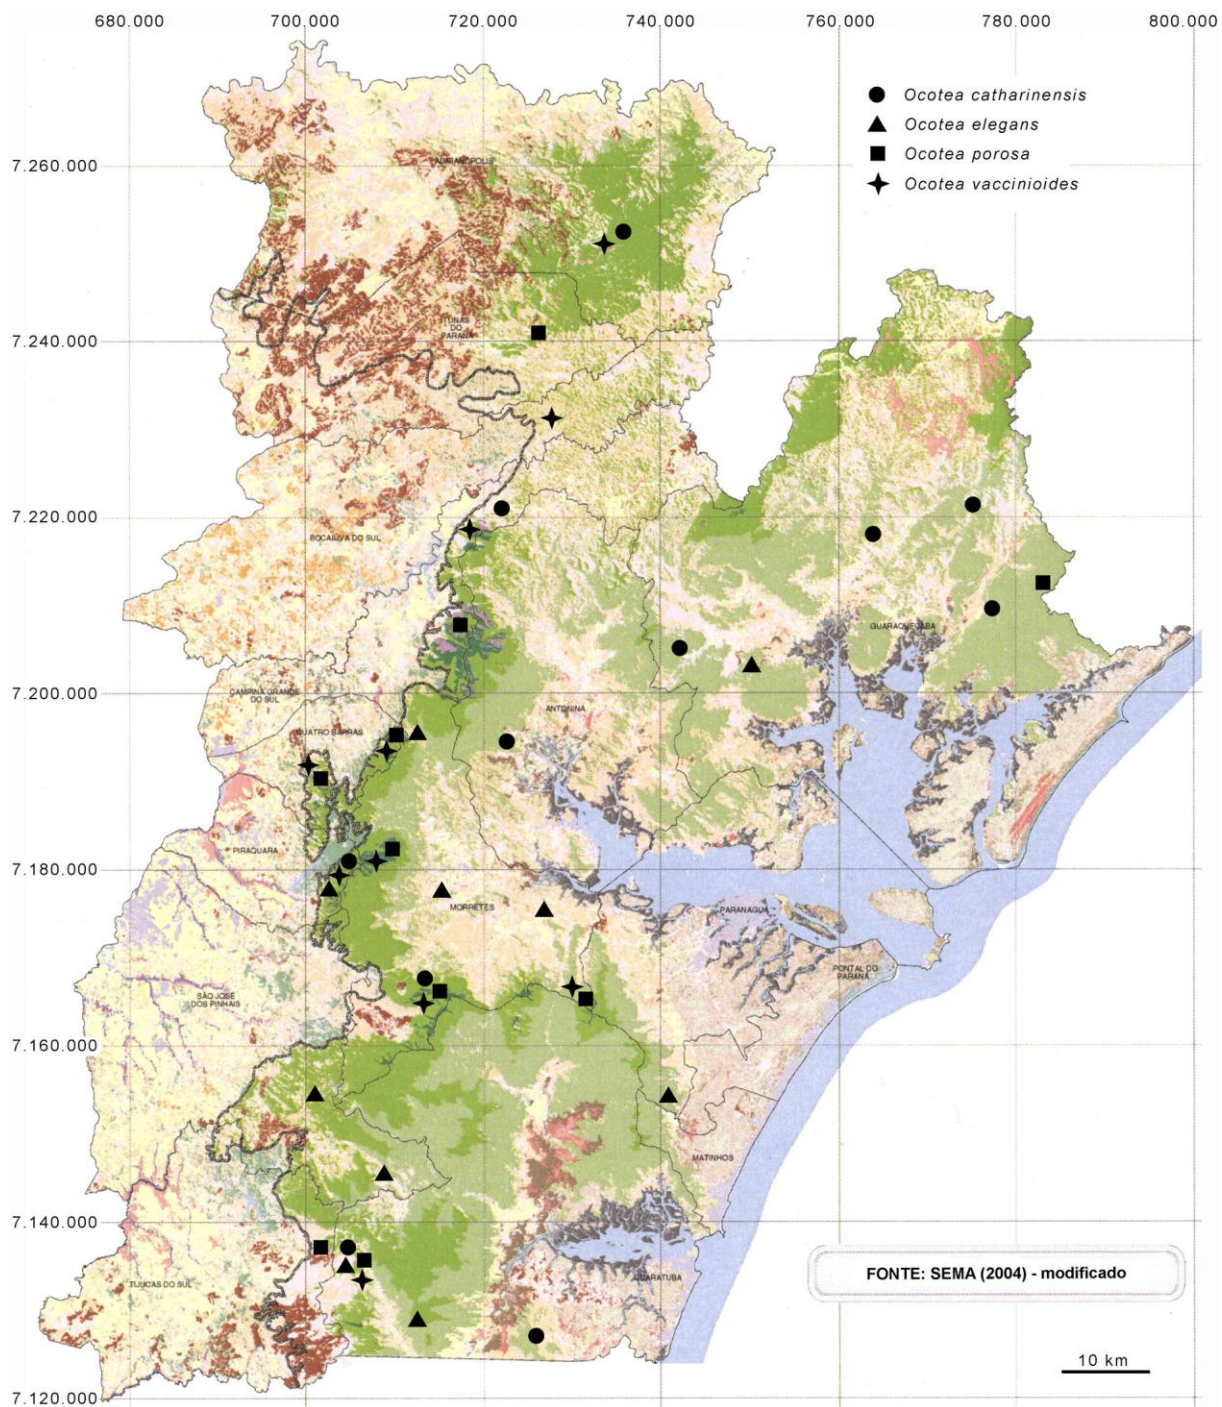 680.000 700.000 720.000 740.000 760.000 780.000 800.000
Ocotea catharinensis
Ocotea elegans
Ocotea porosa
Ocotea vaccinioides
7.260.000
ADRIANÓPOLIS
7.240.000
TUNAS
DO
PARANÁ
7.220.000
BOCAIÚVA DO SUL
GUARAQUEÇABA
7.200.000
CAMPINA GRANDE
DO SUL
ANTONINA
QUATRO BARRAS
PIRAQUARA
7.180.000
MORRETES
PARANAGUÁ
PONTAL DO
PARANÁ
SÃO JOSÉ
DOS PINHAIS
7.160.000
MATINHOS
7.140.000
TIJUCAS DO SUL
GUARATUBA
FONTE: SEMA (2004) - modificado
10 km
7.120.000